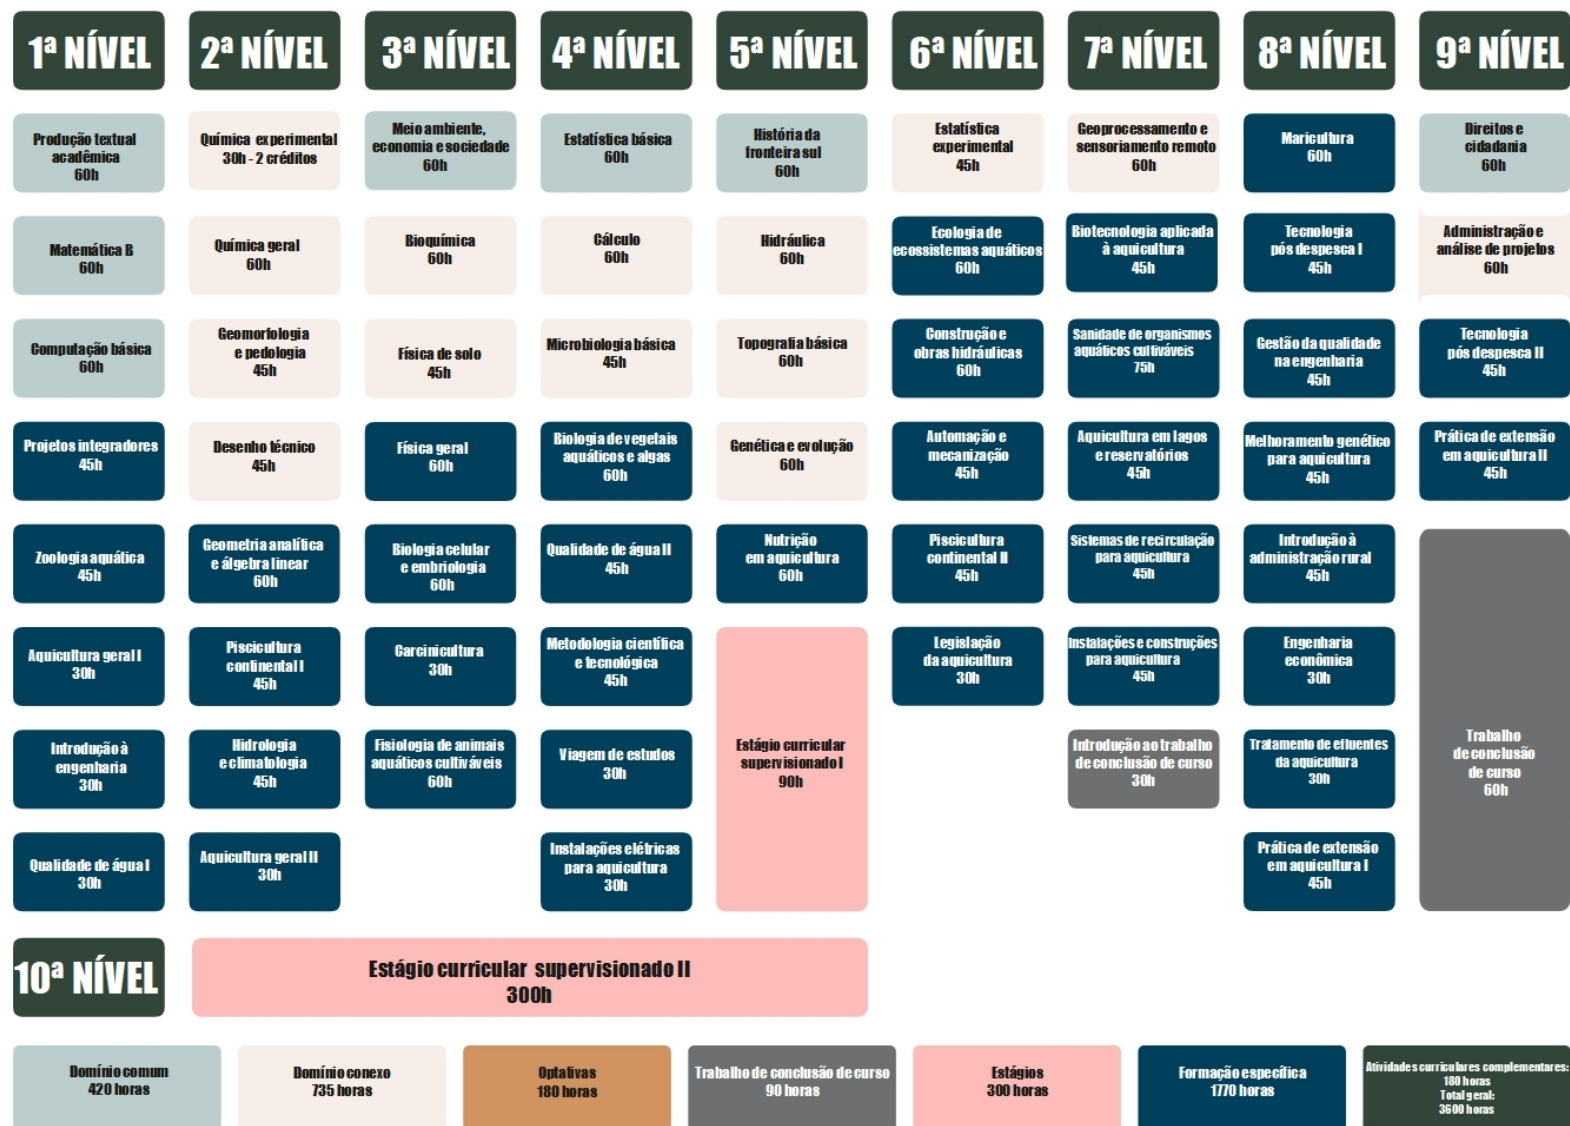 1ª NÍVEL
2ª NÍVEL
3ª NÍVEL
4ª NÍVEL
5ª NÍVEL
6ª NÍVEL
7ª NÍVEL
8ª NÍVEL
9ª NÍVEL
Produção textual
acadêmica
60h
Química experimental
30h - 2 créditos
Meio ambiente,
economia e sociedade
60h
Estatística básica
60h
História da
fronteira sul
60h
Estatística
experimental
45h
Geoprocessamento e
sensoriamento remoto
60h
Maricultura
60h
Direitos e
cidadania
60h
Matemática B
60h
Química geral
60h
Bioquímica
60h
Cálculo
60h
Hidráulica
60h
Ecologia de
ecossistemas aquáticos
60h
Biotecnologia aplicada
à aquicultura
45h
Tecnologia
pós despesca I
45h
Administração e
análise de projetos
60h
Computação básica
60h
Geomorfologia
e pedologia
45h
Física de solo
45h
Microbiologia básica
45h
Topografia básica
60h
Construção e
obras hidráulicas
60h
Sanidade de organismos
aquáticos cultiváveis
75h
Gestão da qualidade
na engenharia
45h
Tecnologia
pós despesca II
45h
Projetos integradores
45h
Desenho técnico
45h
Física geral
60h
Biologia de vegetais
aquáticos e algas
60h
Genética e evolução
60h
Automação e
mecanização
45h
Aquicultura em lagos
e reservatórios
45h
Melhoramento genético
para aquicultura
45h
Prática de extensão
em aquicultura II
45h
Zoologia aquática
45h
Geometria analítica
e álgebra linear
60h
Biologia celular
e embriologia
60h
Qualidade de água II
45h
Nutrição
em aquicultura
60h
Piscicultura
continental II
45h
Sistemas de recirculação
para aquicultura
45h
Introdução à
administração rural
45h
Aquicultura geral I
30h
Piscicultura
continental I
45h
Carcinicultura
30h
Metodologia científica
e tecnológica
45h
Legislação
da aquicultura
30h
Instalações e construções
para aquicultura
45h
Engenharia
econômica
30h
Introdução à
engenharia
30h
Hidrologia
e climatologia
45h
Fisiologia de animais
aquáticos cultiváveis
60h
Viagem de estudos
30h
Estágio curricular
supervisionado I
90h
Introdução ao trabalho
de conclusão de curso
30h
Tratamento de efluentes
da aquicultura
30h
Trabalho
de conclusão
de curso
60h
Qualidade de água I
30h
Aquicultura geral II
30h
Instalações elétricas
para aquicultura
30h
Prática de extensão
em aquicultura I
45h
10ª NÍVEL
Estágio curricular supervisionado II
300h
Domínio comum
420 horas
Domínio conexo
735 horas
Optativas
180 horas
Trabalho de conclusão de curso
90 horas
Estágios
300 horas
Formação específica
1770 horas
Atividades curriculares complementares:
180 horas
Total geral:
3600 horas